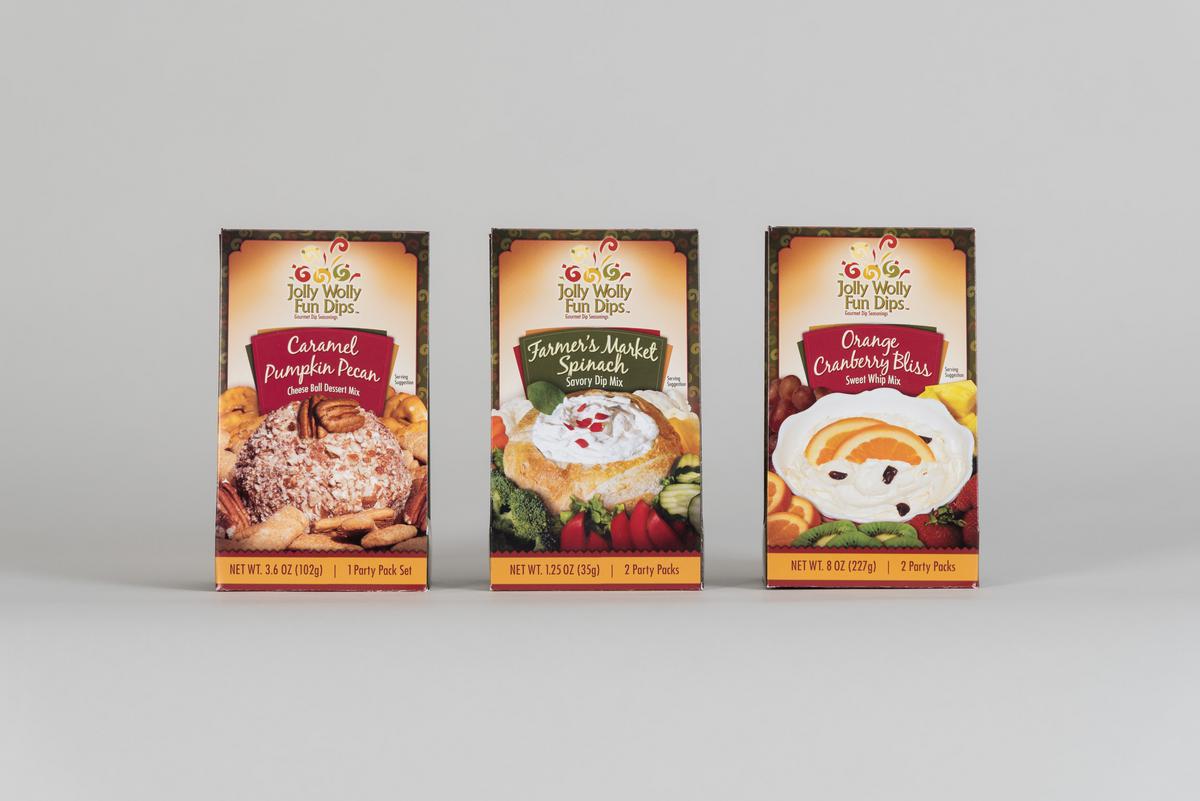 Jolly Wolly
Fun Dips™
Gourmet Dip Seasonings
Caramel
Pumpkin Pecan
Cheese Ball Dessert Mix
Serving
Suggestion
NET WT. 3.6 OZ (102g) | 1 Party Pack Set
Jolly Wolly
Fun Dips™
Gourmet Dip Seasonings
Farmer's Market
Spinach
Savory Dip Mix
Serving
Suggestion
NET WT. 1.25 OZ (35g) | 2 Party Packs
Jolly Wolly
Fun Dips™
Gourmet Dip Seasonings
Orange
Cranberry Bliss
Sweet Whip Mix
Serving
Suggestion
NET WT. 8 OZ (227g) | 2 Party Packs